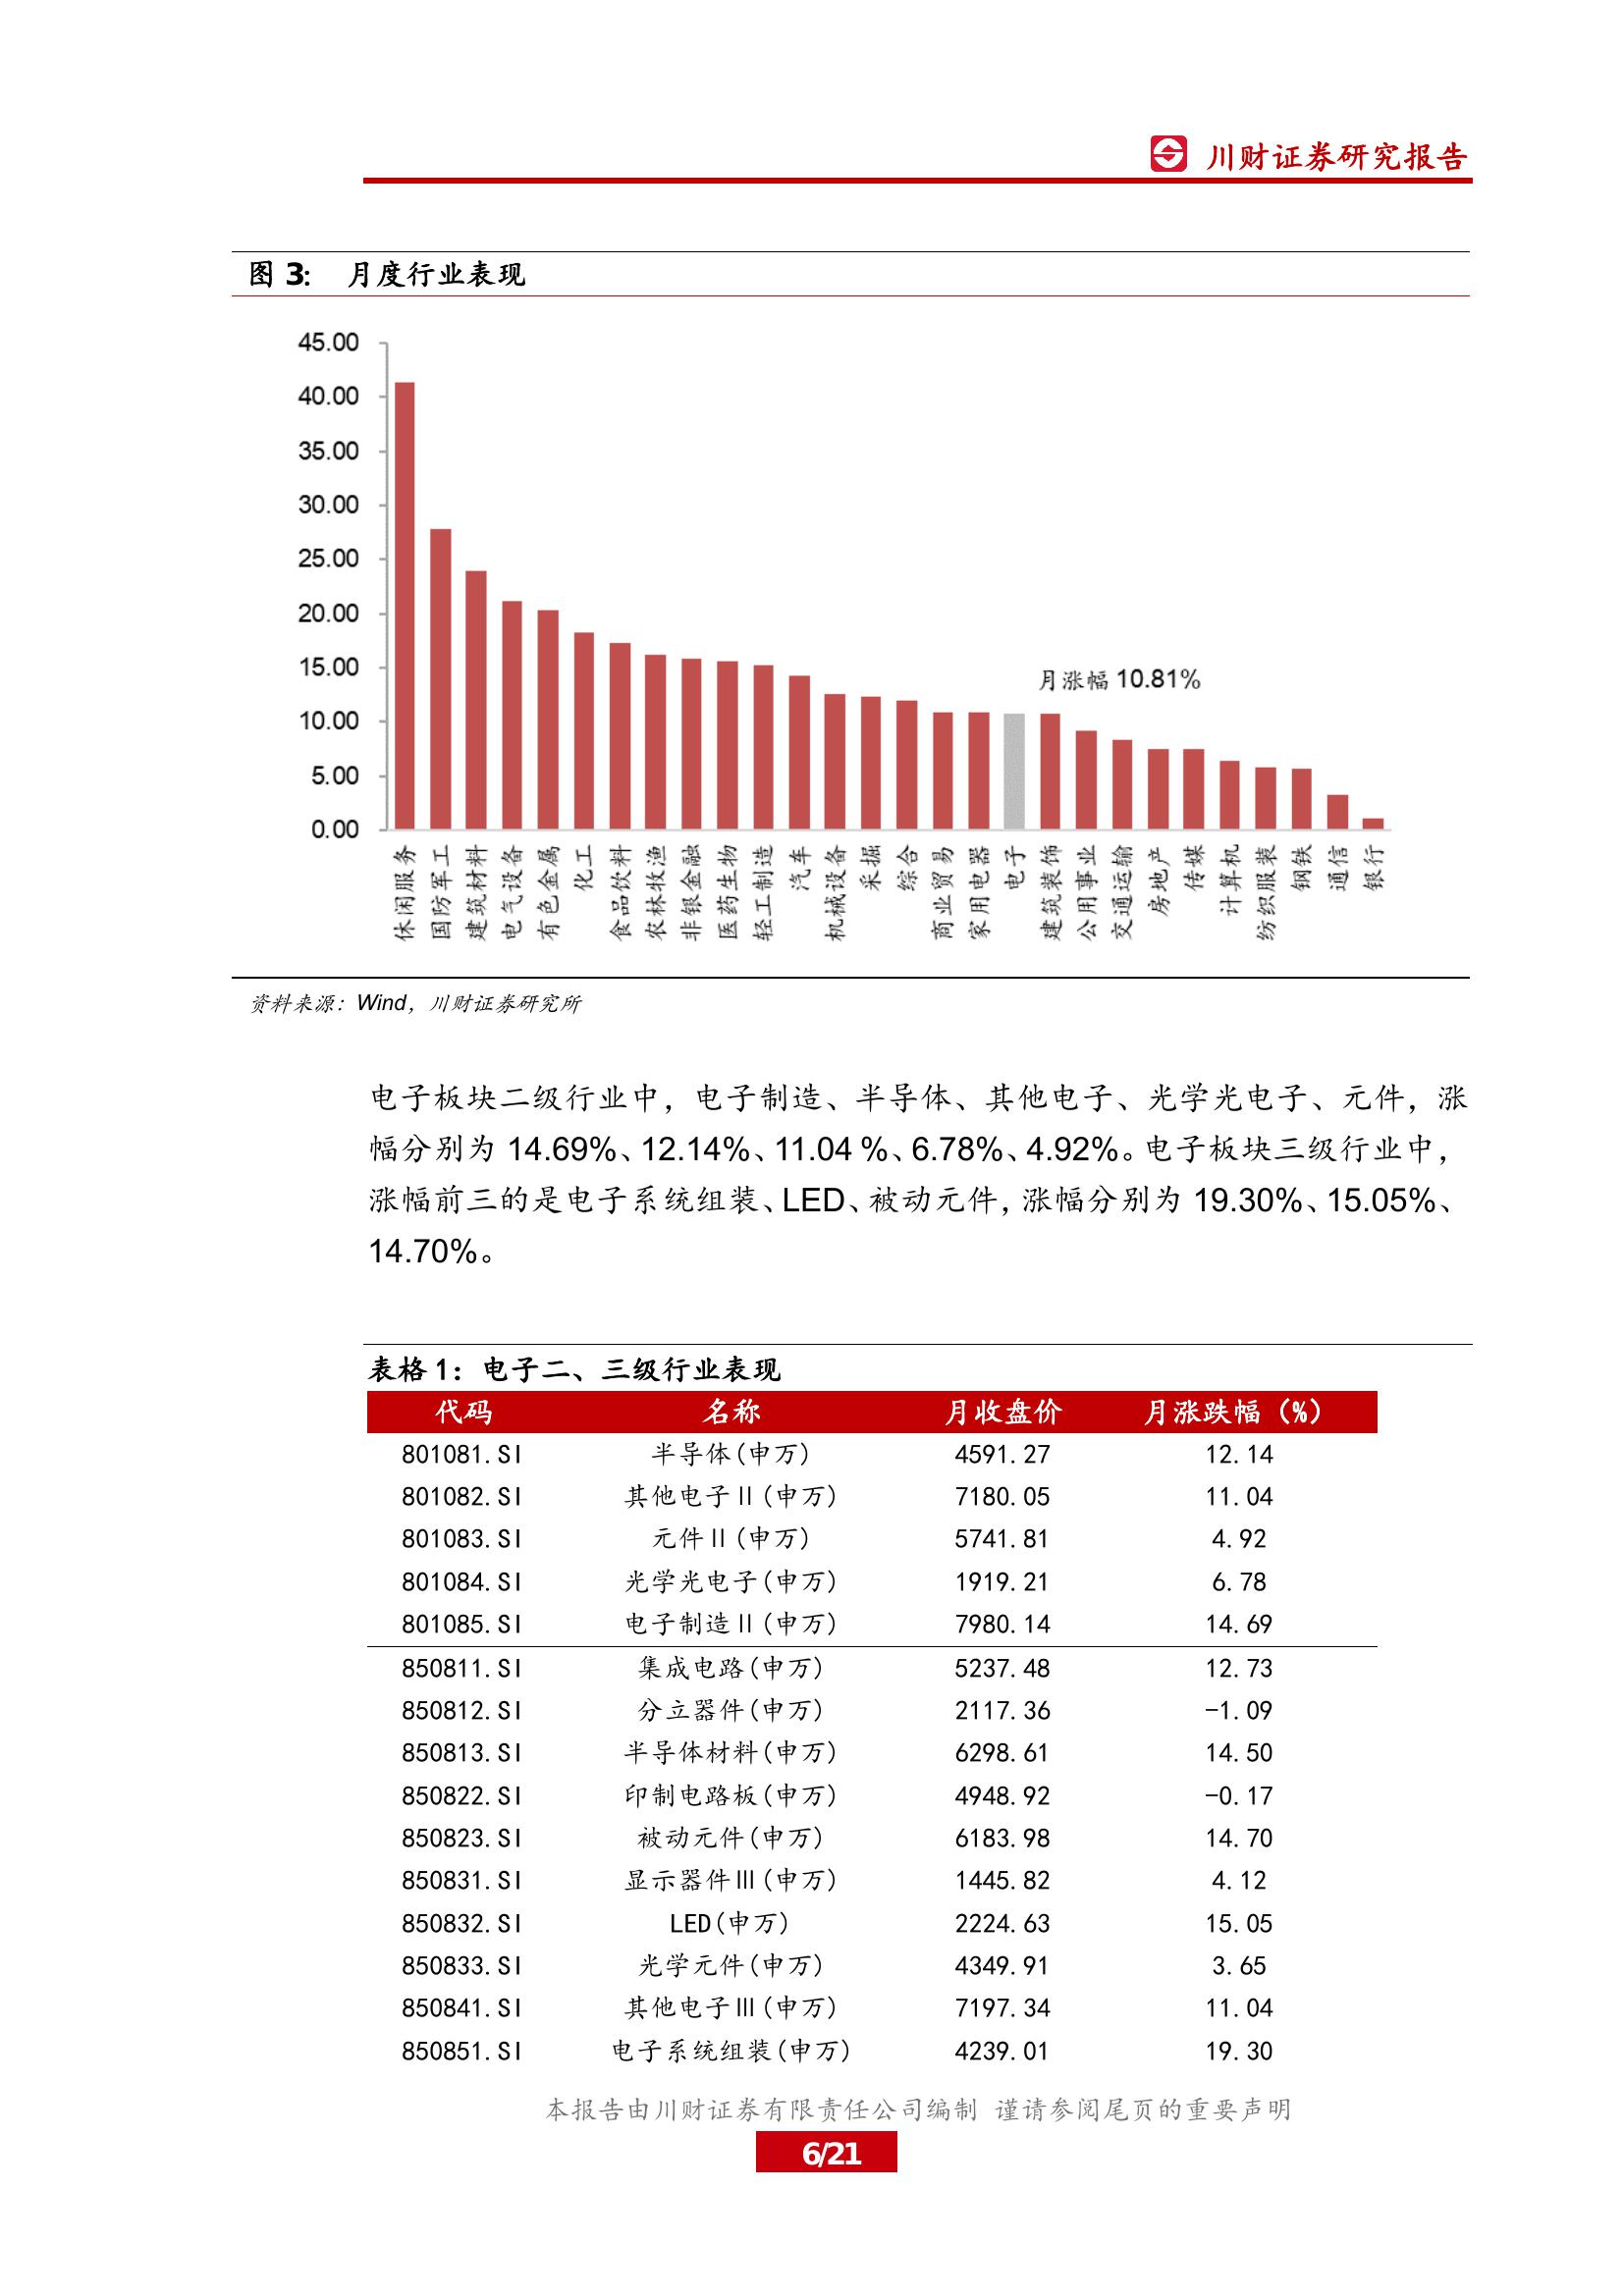 川财证券研究报告
图 3： 月度行业表现
45.00
40.00
35.00
30.00
25.00
20.00
15.00
10.00
5.00
0.00
月涨幅 10.81%
休闲服务
国防军工
建筑材料
电气设备
有色金属
化工
食品饮料
农林牧渔
非银金融
医药生物
轻工制造
汽车
机械设备
采掘
综合
商业贸易
家用电器
电子
建筑装饰
公用事业
交通运输
房地产
传媒
计算机
纺织服装
钢铁
通信
银行
资料来源：Wind，川财证券研究所
电子板块二级行业中，电子制造、半导体、其他电子、光学光电子、元件，涨
幅分别为 14.69%、12.14%、11.04 %、6.78%、4.92%。电子板块三级行业中，
涨幅前三的是电子系统组装、LED、被动元件，涨幅分别为 19.30%、15.05%、
14.70%。
表格 1：电子二、三级行业表现
代码 名称 月收盘价 月涨跌幅（%）
801081.SI 半导体(申万) 4591.27 12.14
801082.SI 其他电子Ⅱ(申万) 7180.05 11.04
801083.SI 元件Ⅱ(申万) 5741.81 4.92
801084.SI 光学光电子(申万) 1919.21 6.78
801085.SI 电子制造Ⅱ(申万) 7980.14 14.69
850811.SI 集成电路(申万) 5237.48 12.73
850812.SI 分立器件(申万) 2117.36 -1.09
850813.SI 半导体材料(申万) 6298.61 14.50
850822.SI 印制电路板(申万) 4948.92 -0.17
850823.SI 被动元件(申万) 6183.98 14.70
850831.SI 显示器件Ⅲ(申万) 1445.82 4.12
850832.SI LED(申万) 2224.63 15.05
850833.SI 光学元件(申万) 4349.91 3.65
850841.SI 其他电子Ⅲ(申万) 7197.34 11.04
850851.SI 电子系统组装(申万) 4239.01 19.30
本报告由川财证券有限责任公司编制 谨请参阅尾页的重要声明
6/21